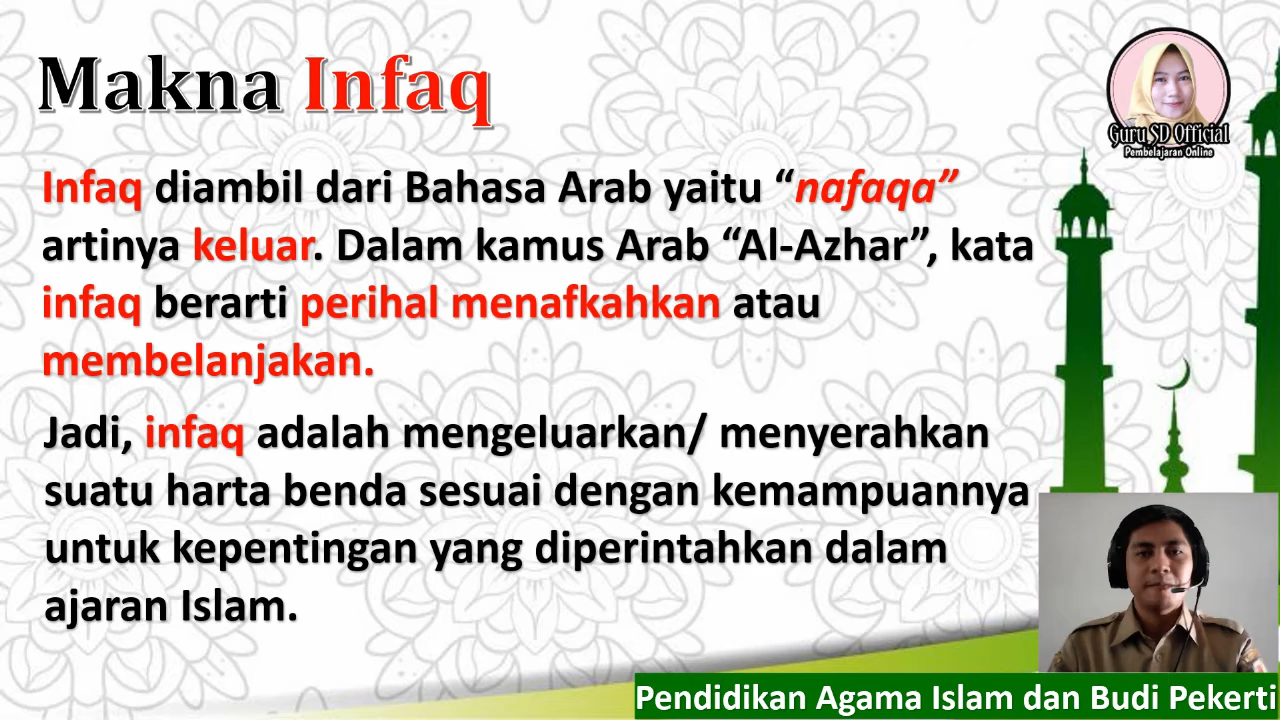 Makna Infaq
Guru SD Official
Pembelajaran Online
Infaq diambil dari Bahasa Arab yaitu “nafaqa”
artinya keluar. Dalam kamus Arab “Al-Azhar”, kata
infaq berarti perihal menafkahkan atau
membelanjakan.
Jadi, infaq adalah mengeluarkan/ menyerahkan
suatu harta benda sesuai dengan kemampuannya
untuk kepentingan yang diperintahkan dalam
ajaran Islam.
Pendidikan Agama Islam dan Budi Pekerti